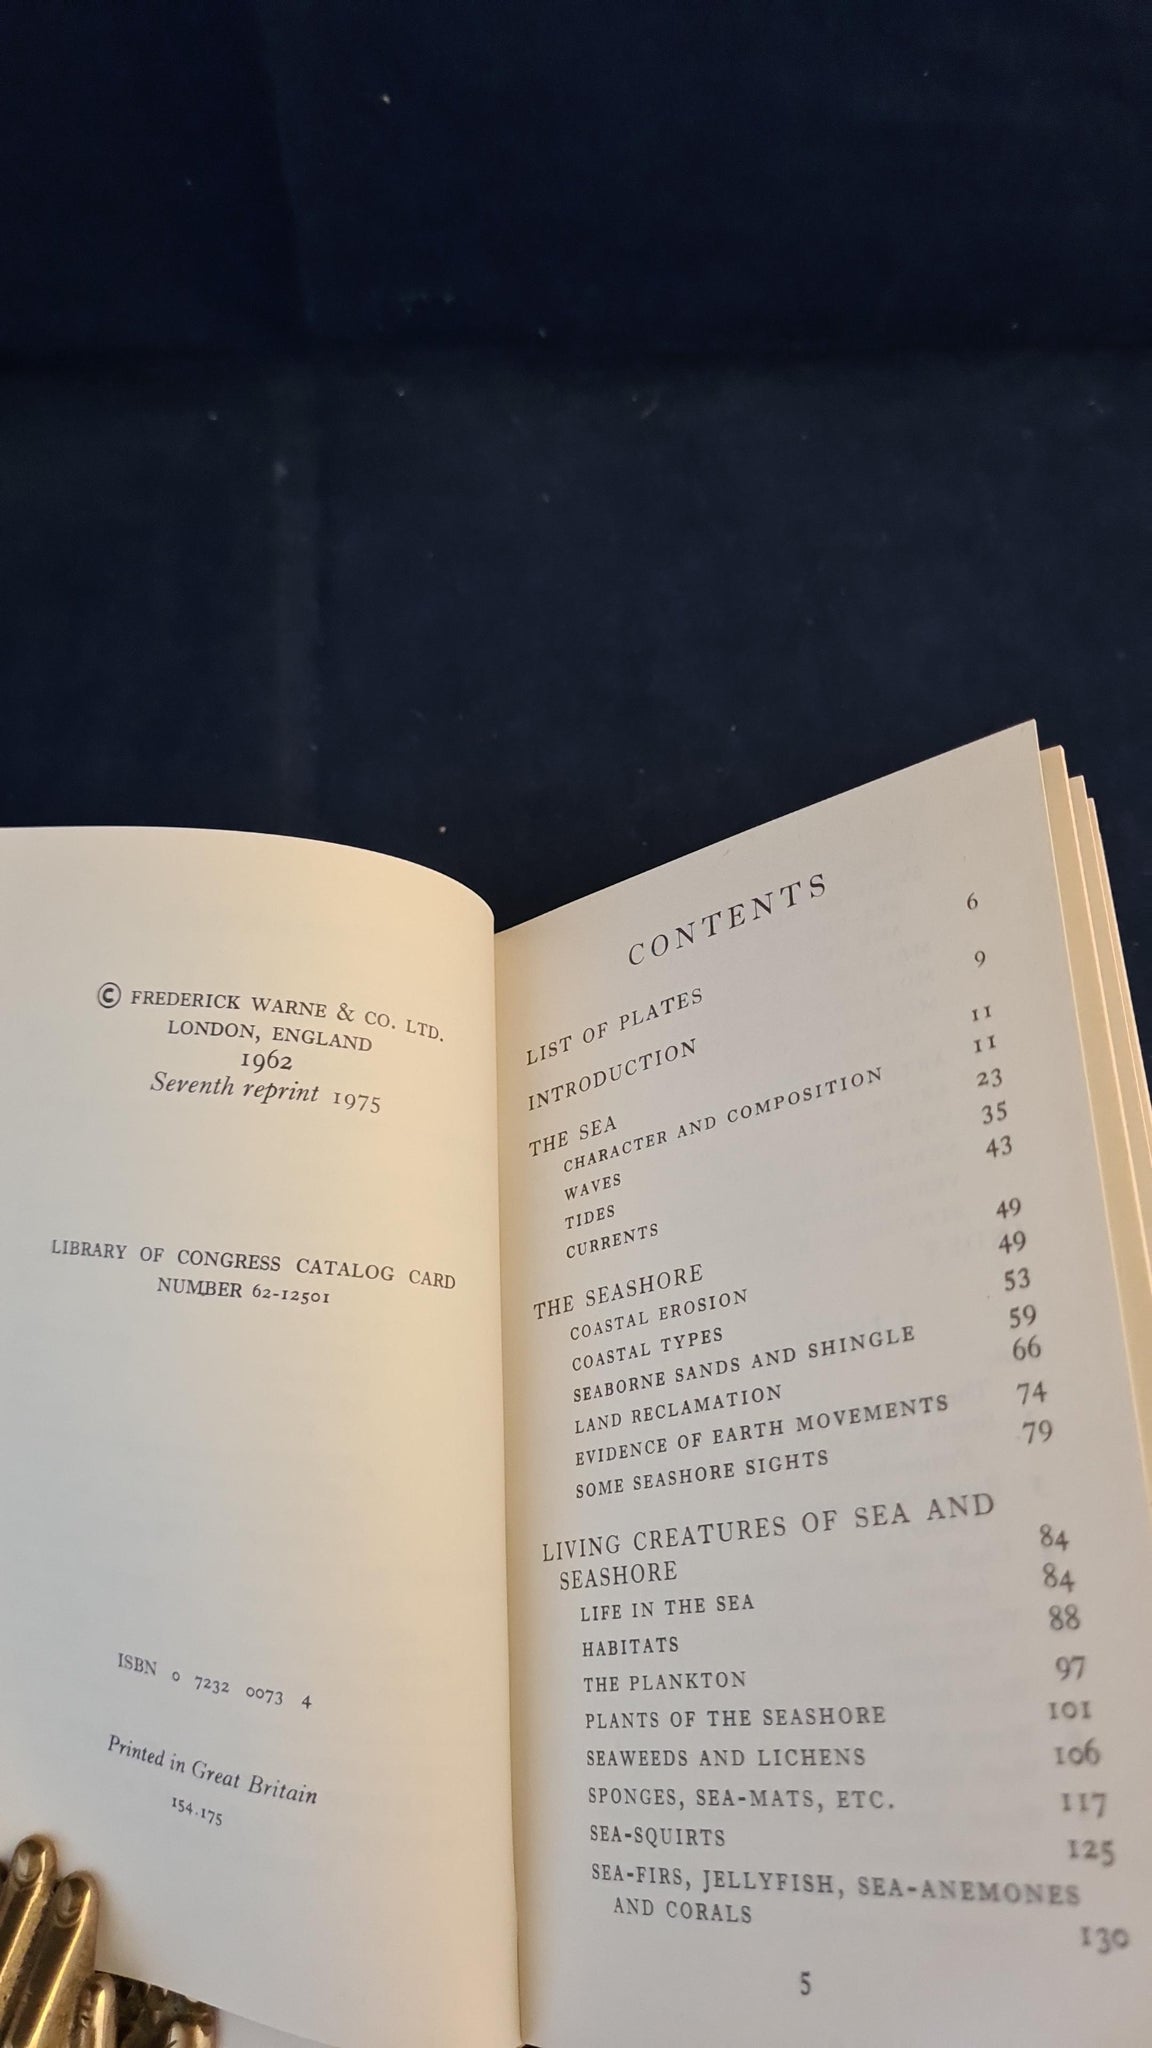 © FREDERICK WARNE & CO. LTD.
LONDON, ENGLAND
1962
Seventh reprint 1975
LIBRARY OF CONGRESS CATALOG CARD
NUMBER 62-12501
ISBN 0 7232 0073 4
Printed in Great Britain
154.175
CONTENTS
LIST OF PLATES 6
INTRODUCTION 9
THE SEA 11
CHARACTER AND COMPOSITION 11
WAVES 23
TIDES 35
CURRENTS 43
THE SEASHORE 49
COASTAL EROSION 49
COASTAL TYPES 53
SEABORNE SANDS AND SHINGLE 59
LAND RECLAMATION 66
EVIDENCE OF EARTH MOVEMENTS 74
SOME SEASHORE SIGHTS 79
LIVING CREATURES OF SEA AND
SEASHORE 84
LIFE IN THE SEA 84
HABITATS 88
THE PLANKTON 97
PLANTS OF THE SEASHORE 101
SEAWEEDS AND LICHENS 106
SPONGES, SEA-MATS, ETC. 117
SEA-SQUIRTS 125
SEA-FIRS, JELLYFISH, SEA-ANEMONES
AND CORALS 130
5